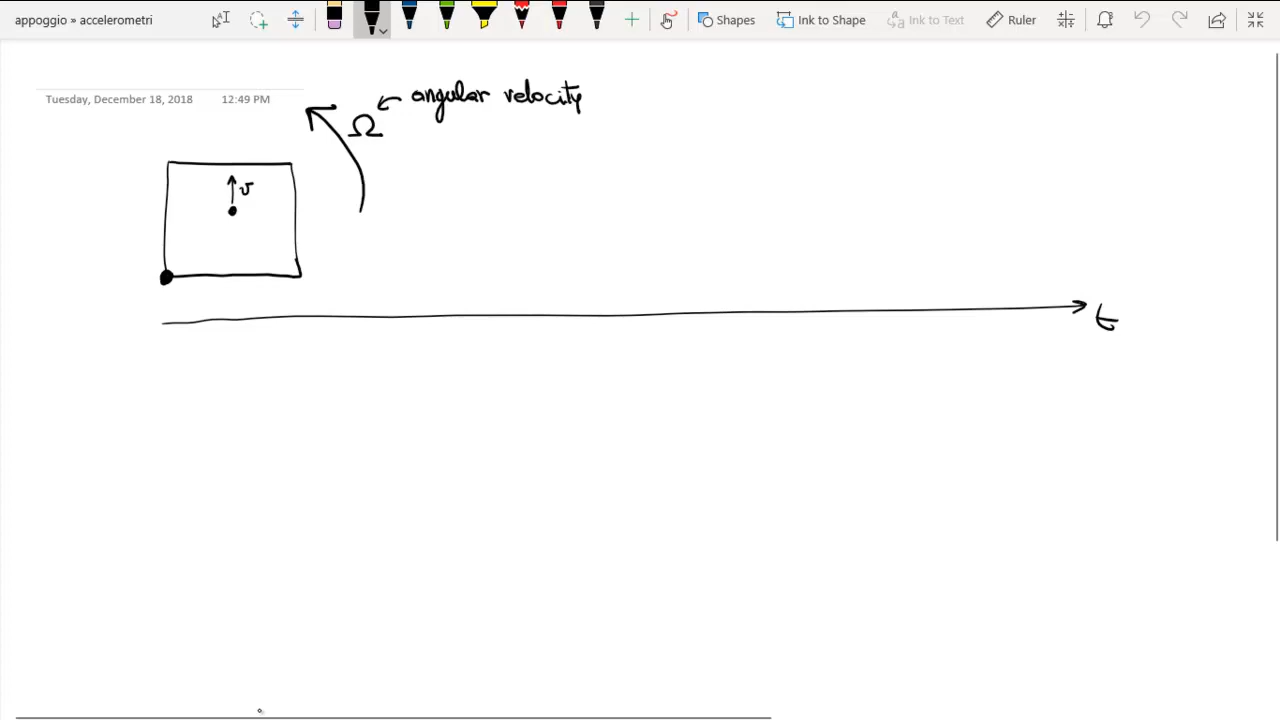 appoggio » accelerometri
Shapes
Ink to Shape
Ink to Text
Ruler
Tuesday, December 18, 2018 12:49 PM
Ω ← angular velocity
v
t